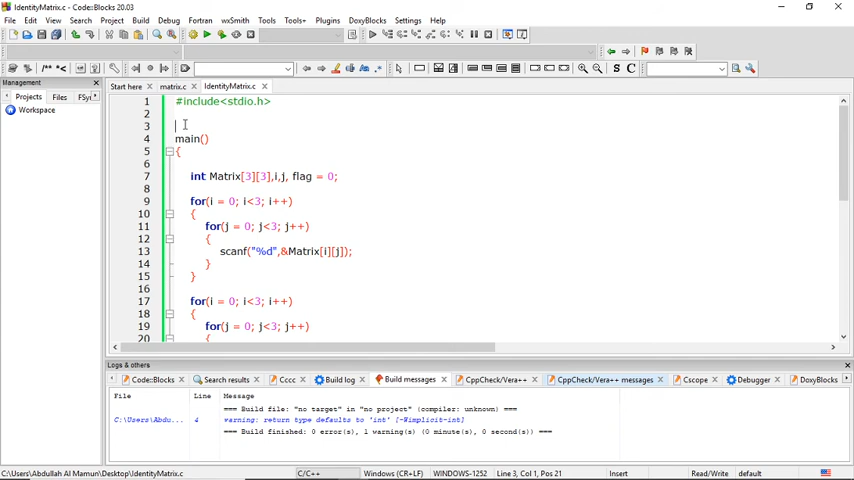 IdentityMatrix.c - Code::Blocks 20.03
File Edit View Search Project Build Debug Fortran wxSmith Tools Tools+ Plugins DoxyBlocks Settings Help
/** *<
Aa .*
S C
Management
Start here matrix.c IdentityMatrix.c
Projects Files FSy
Workspace
1 #include<stdio.h>
2
3
4 main()
5 {
6
7 int Matrix[3][3],i,j, flag = 0;
8
9 for(i = 0; i<3; i++)
10 {
11 for(j = 0; j<3; j++)
12 {
13 scanf("%d",&Matrix[i][j]);
14 }
15 }
16
17 for(i = 0; i<3; i++)
18 {
19 for(j = 0; j<3; j++)
20 {
Logs & others
Code::Blocks Search results Cccc Build log Build messages CppCheck/Vera++ CppCheck/Vera++ messages Cscope Debugger DoxyBlocks
File Line Message
=== Build file: "no target" in "no project" (compiler: unknown) ===
C:\Users\Abdu... 4 warning: return type defaults to 'int' [-Wimplicit-int]
=== Build finished: 0 error(s), 1 warning(s) (0 minute(s), 0 second(s)) ===
C:\Users\Abdullah Al Mamun\Desktop\IdentityMatrix.c C/C++ Windows (CR+LF) WINDOWS-1252 Line 3, Col 1, Pos 21 Insert Read/Write default